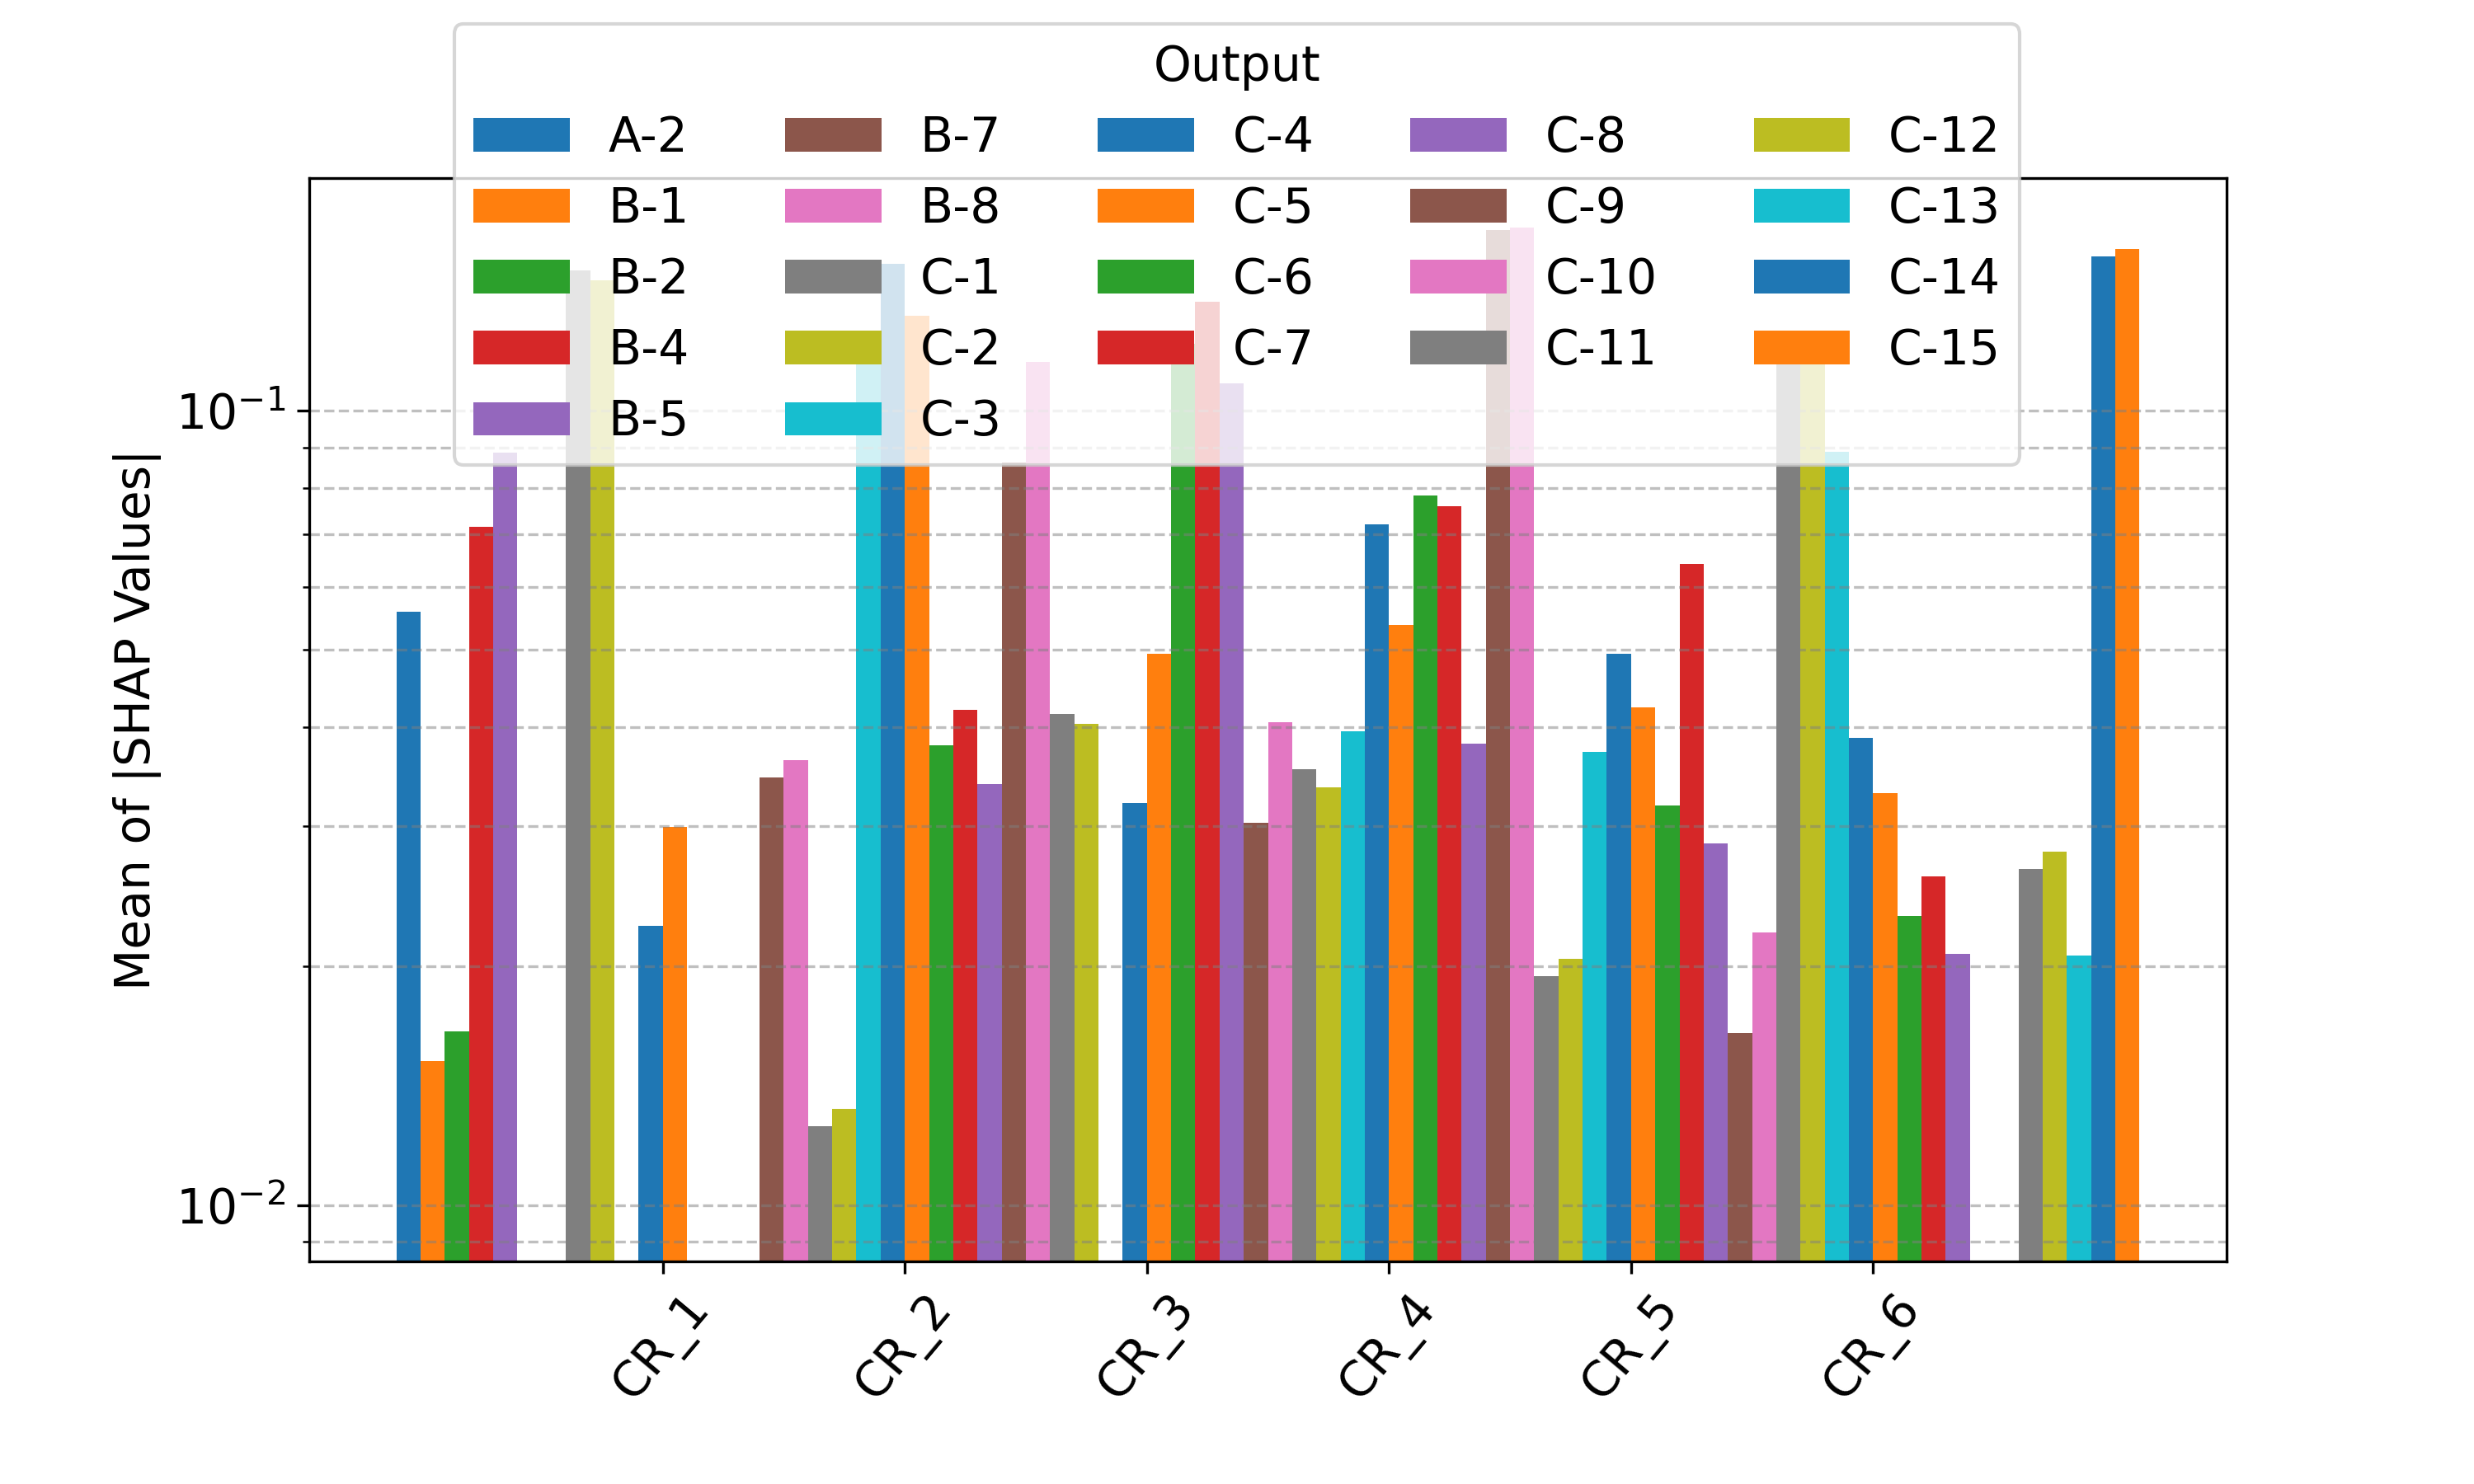 Output
A-2 B-7 C-4 C-8 C-12
B-1 B-8 C-5 C-9 C-13
B-2 C-1 C-6 C-10 C-14
B-4 C-2 C-7 C-11 C-15
B-5 C-3
10⁻¹
10⁻²
Mean of |SHAP Values|
CR_1 CR_2 CR_3 CR_4 CR_5 CR_6